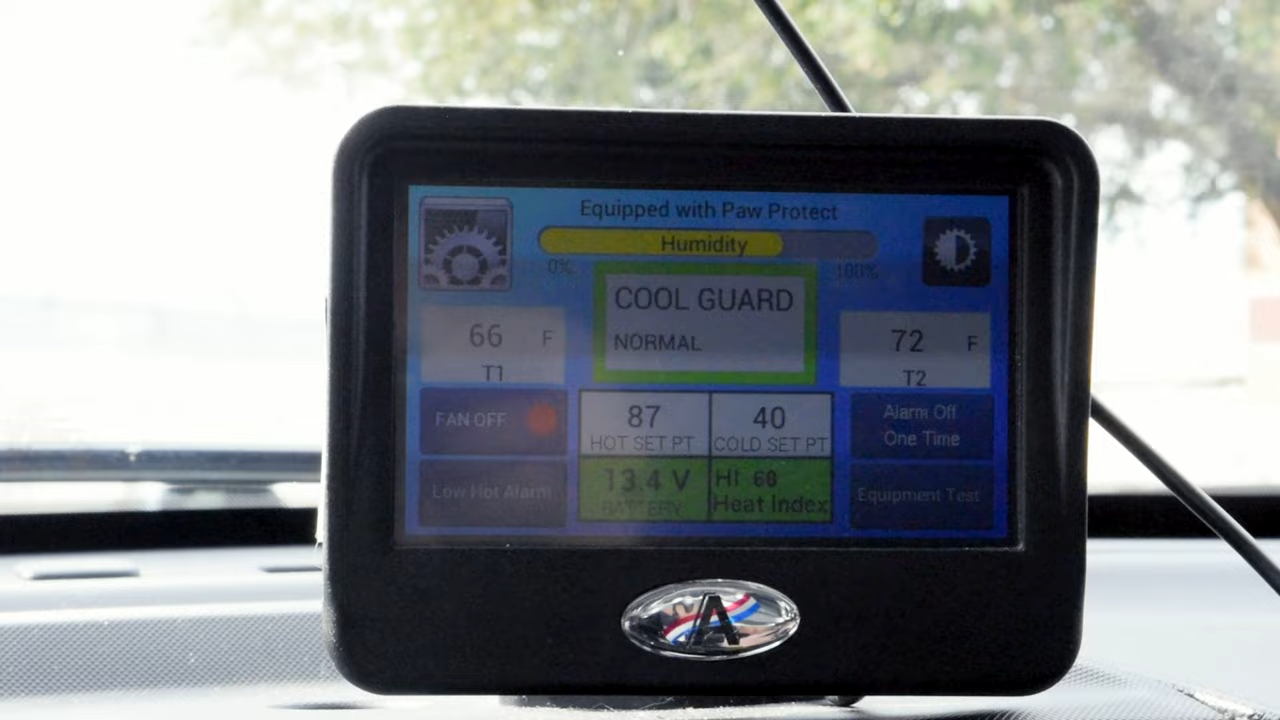 Equipped with Paw Protect
Humidity
0%
100%
COOL GUARD
NORMAL
66 F
T1
72 F
T2
FAN OFF
87
HOT SET PT
40
COLD SET PT
Alarm Off
One Time
Low Hot Alarm
13.4 V
BATTERY
HI 68
Heat Index
Equipment Test
A